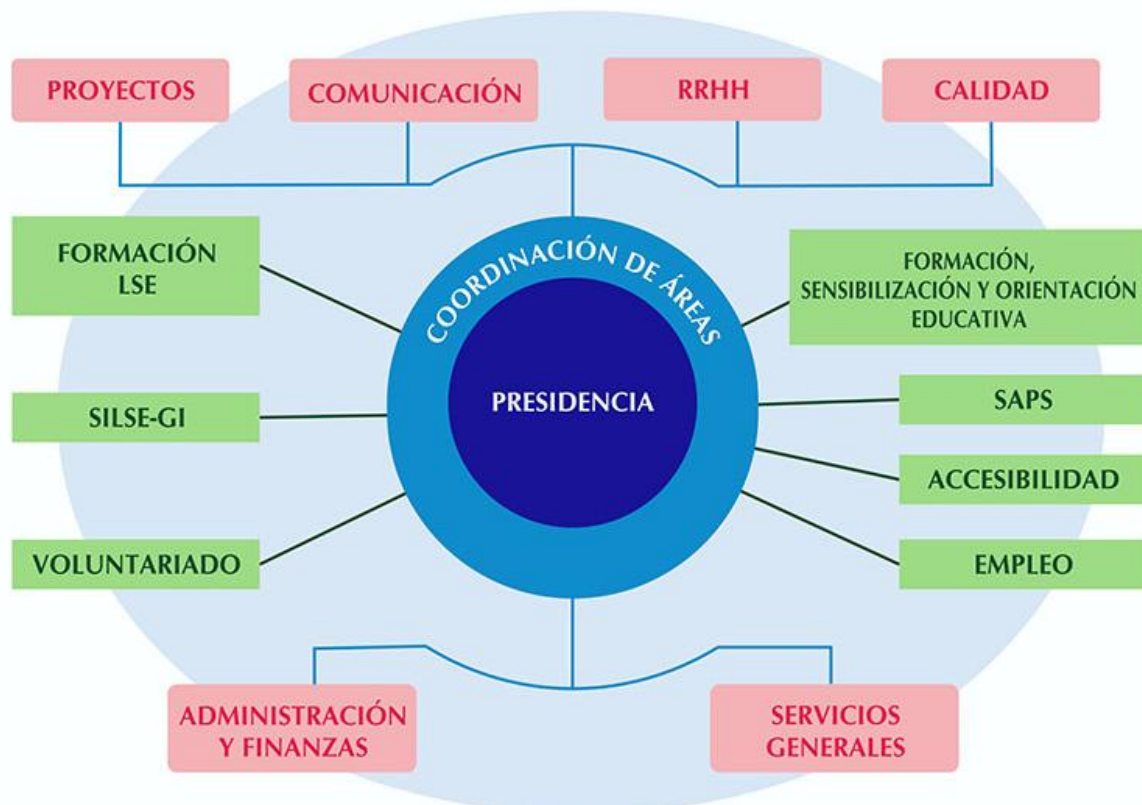 PROYECTOS
COMUNICACIÓN
RRHH
CALIDAD
FORMACIÓN
LSE
COORDINACIÓN DE ÁREAS
FORMACIÓN,
SENSIBILIZACIÓN Y ORIENTACIÓN
EDUCATIVA
SILSE-GI
PRESIDENCIA
SAPS
ACCESIBILIDAD
VOLUNTARIADO
EMPLEO
ADMINISTRACIÓN
Y FINANZAS
SERVICIOS
GENERALES